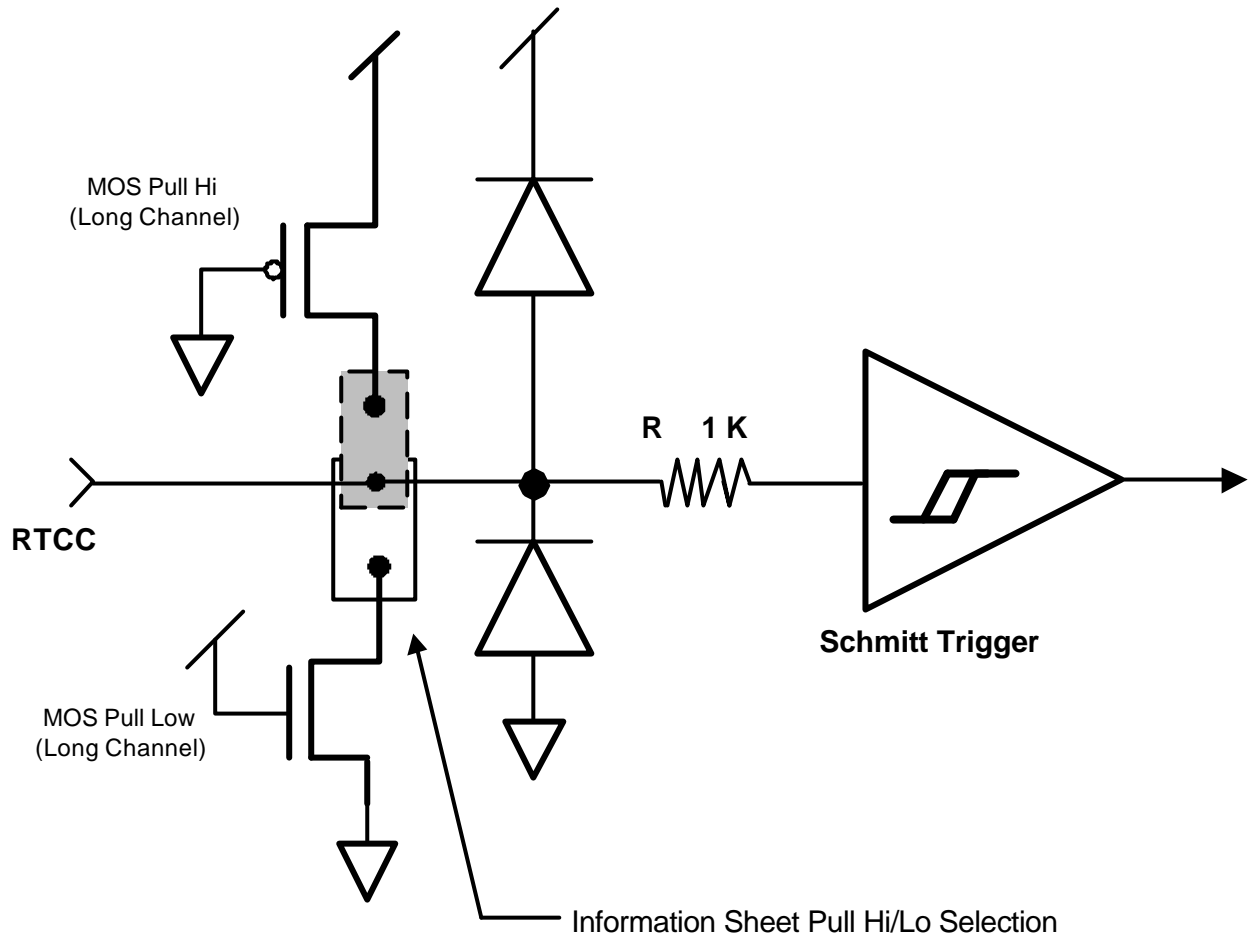 MOS Pull Hi
(Long Channel)
R 1 K
RTCC
Schmitt Trigger
MOS Pull Low
(Long Channel)
Information Sheet Pull Hi/Lo Selection